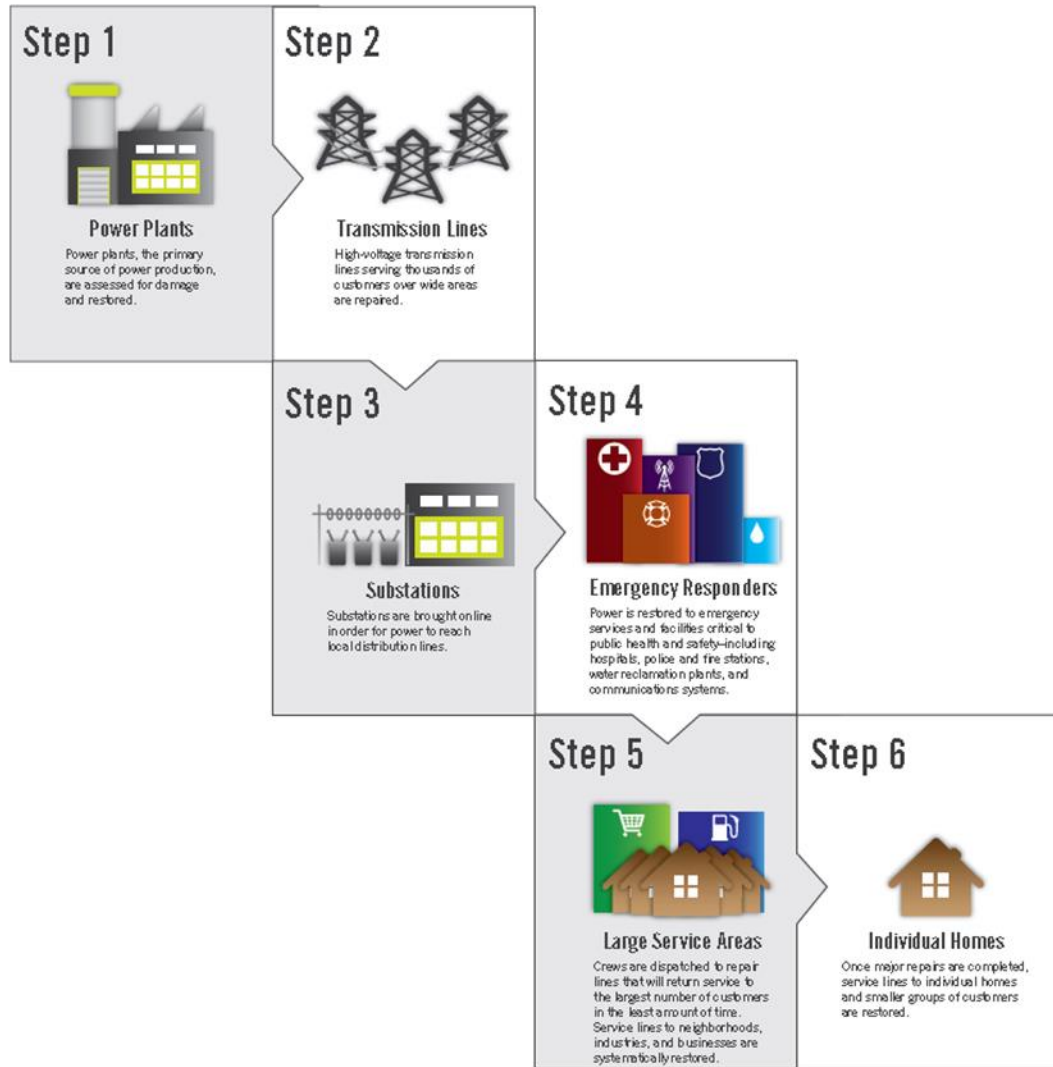 Step 1
Power Plants
Power plants, the primary
source of power production,
are assessed for damage
and restored.
Step 2
Transmission Lines
High-voltage transmission
lines serving thousands of
customers over wide areas
are repaired.
Step 3
Substations
Substations are brought on line
in order for power to reach
local distribution lines.
Step 4
Emergency Responders
Power is restored to emergency
services and facilities critical to
public health and safety—including
hospitals, police and fire stations,
water reclamation plants, and
communications systems.
Step 5
Large Service Areas
Crews are dispatched to repair
lines that will return service to
the largest number of customers
in the least amount of time.
Service lines to neighborhoods,
industries, and businesses are
systematically restored.
Step 6
Individual Homes
Once major repairs are completed,
service lines to individual homes
and smaller groups of customers
are restored.